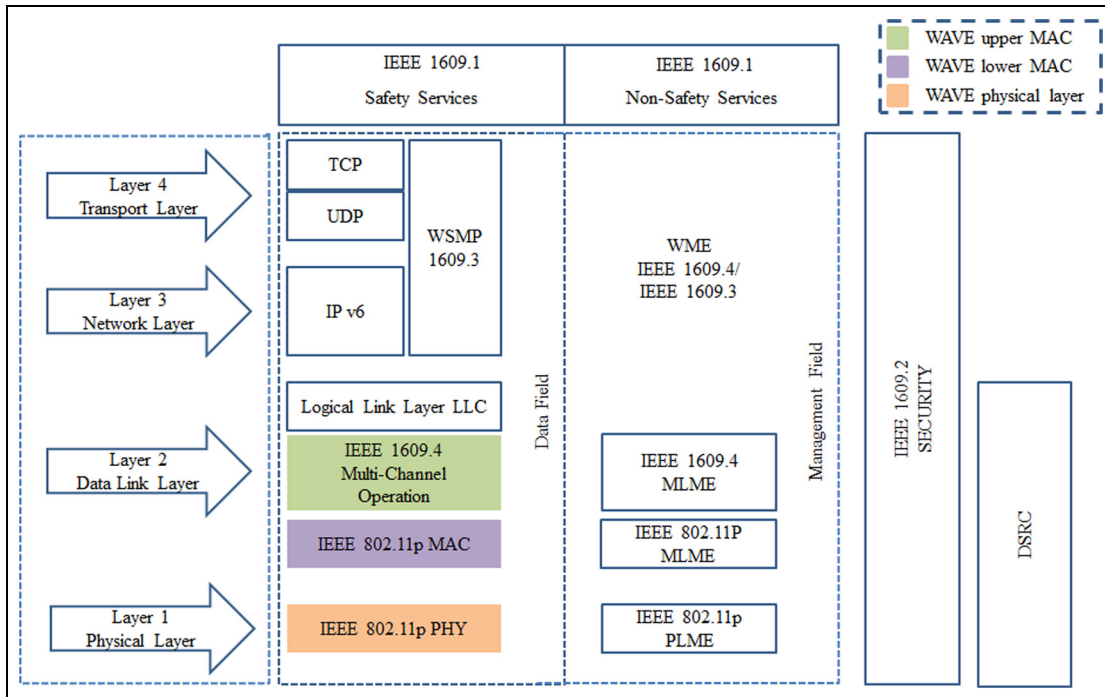 WAVE upper MAC
WAVE lower MAC
WAVE physical layer
IEEE 1609.1
Safety Services
IEEE 1609.1
Non-Safety Services
Layer 4
Transport Layer
TCP
UDP
WSMP
1609.3
WME
IEEE 1609.4/
IEEE 1609.3
Layer 3
Network Layer
IP v6
Logical Link Layer LLC
Data Field
Management Field
IEEE 1609.2
SECURITY
DSRC
Layer 2
Data Link Layer
IEEE 1609.4
Multi-Channel
Operation
IEEE 1609.4
MLME
IEEE 802.11p MAC
IEEE 802.11P
MLME
Layer 1
Physical Layer
IEEE 802.11p PHY
IEEE 802.11p
PLME